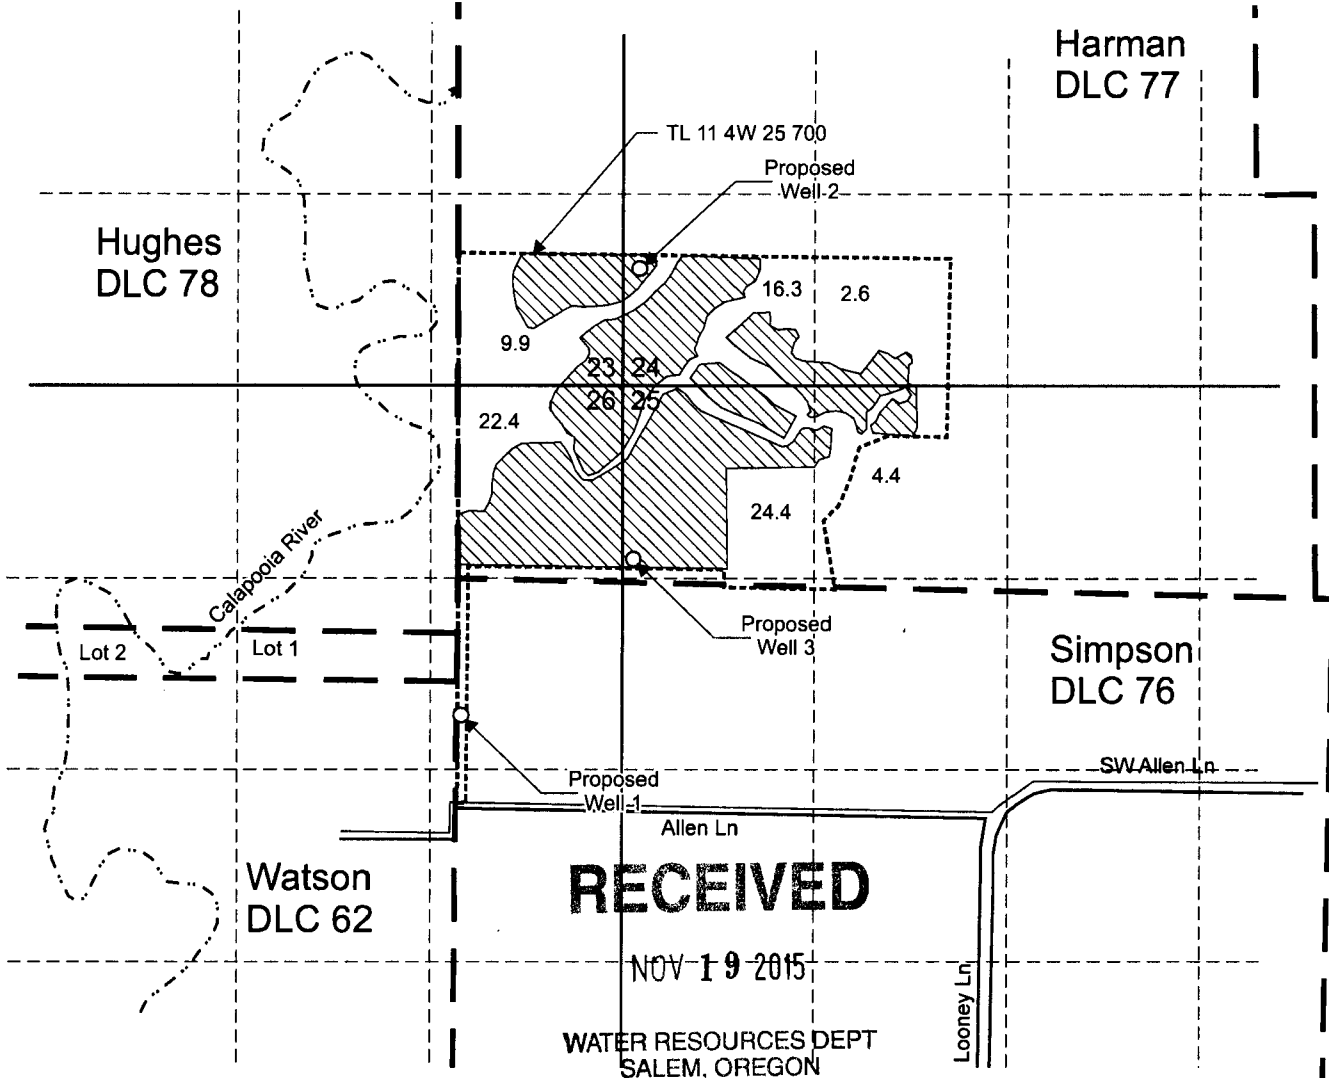 Harman
DLC 77
TL 11 4W 25 700
Proposed
Well 2
Hughes
DLC 78
16.3
2.6
9.9
23
24
26
25
22.4
4.4
24.4
Calapooia River
Lot 2
Lot 1
Proposed
Well 3
Simpson
DLC 76
SW Allen Ln
Proposed
Well 1
Allen Ln
Watson
DLC 62
RECEIVED
NOV 19 2015
Looney Ln
WATER RESOURCES DEPT
SALEM, OREGON